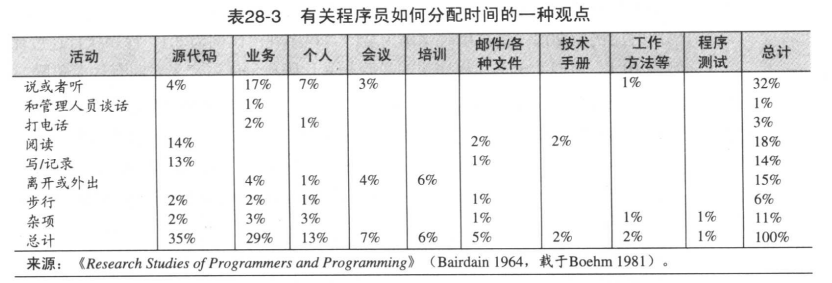 表28-3 有关程序员如何分配时间的一种观点
活动 源代码 业务 个人 会议 培训 邮件/各种文件 技术手册 工作方法等 程序测试 总计
说或者听 4% 17% 7% 3% 1% 32%
和管理人员谈话 1% 1%
打电话 2% 1% 3%
阅读 14% 2% 2% 18%
写/记录 13% 1% 14%
离开或外出 4% 1% 4% 6% 15%
步行 2% 2% 1% 1% 6%
杂项 2% 3% 3% 1% 1% 1% 11%
总计 35% 29% 13% 7% 6% 5% 2% 2% 1% 100%
来源：《Research Studies of Programmers and Programming》（Bairdain 1964，载于Boehm 1981）。